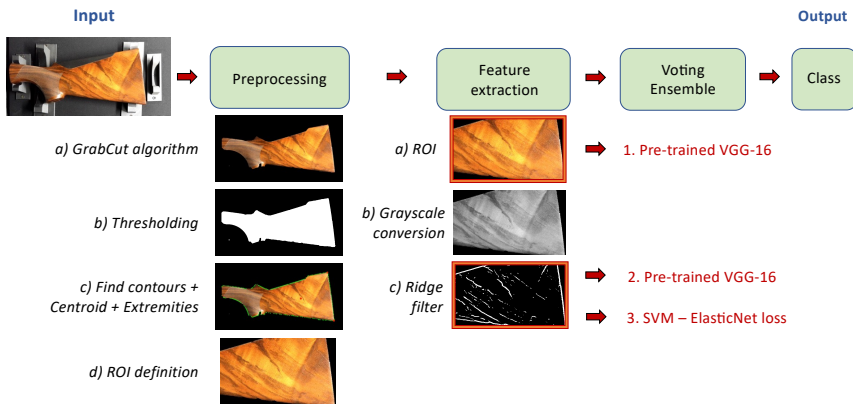 Input
Output
Preprocessing
Feature
extraction
Voting
Ensemble
Class
a) GrabCut algorithm
a) ROI
1. Pre-trained VGG-16
b) Thresholding
b) Grayscale
conversion
c) Find contours +
Centroid + Extremities
c) Ridge
filter
2. Pre-trained VGG-16
3. SVM – ElasticNet loss
d) ROI definition